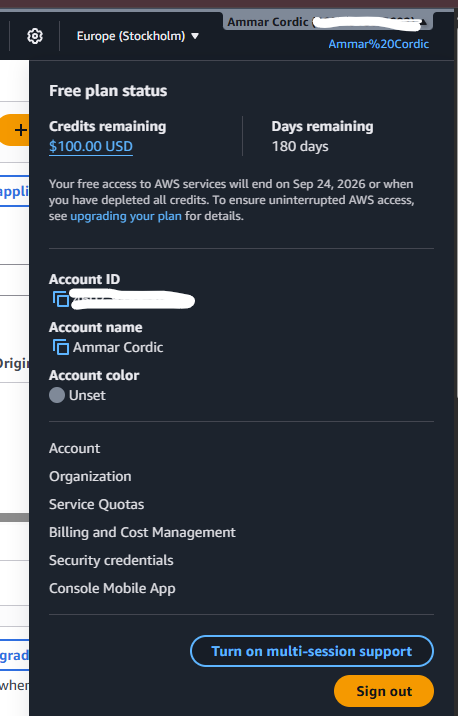 Europe (Stockholm)
Ammar Cordic
Ammar%20Cordic
Free plan status
Credits remaining
Days remaining
$100.00 USD
180 days
Your free access to AWS services will end on Sep 24, 2026 or when
you have depleted all credits. To ensure uninterrupted AWS access,
see upgrading your plan for details.
Account ID
Account name
Ammar Cordic
Account color
Unset
Account
Organization
Service Quotas
Billing and Cost Management
Security credentials
Console Mobile App
Turn on multi-session support
Sign out